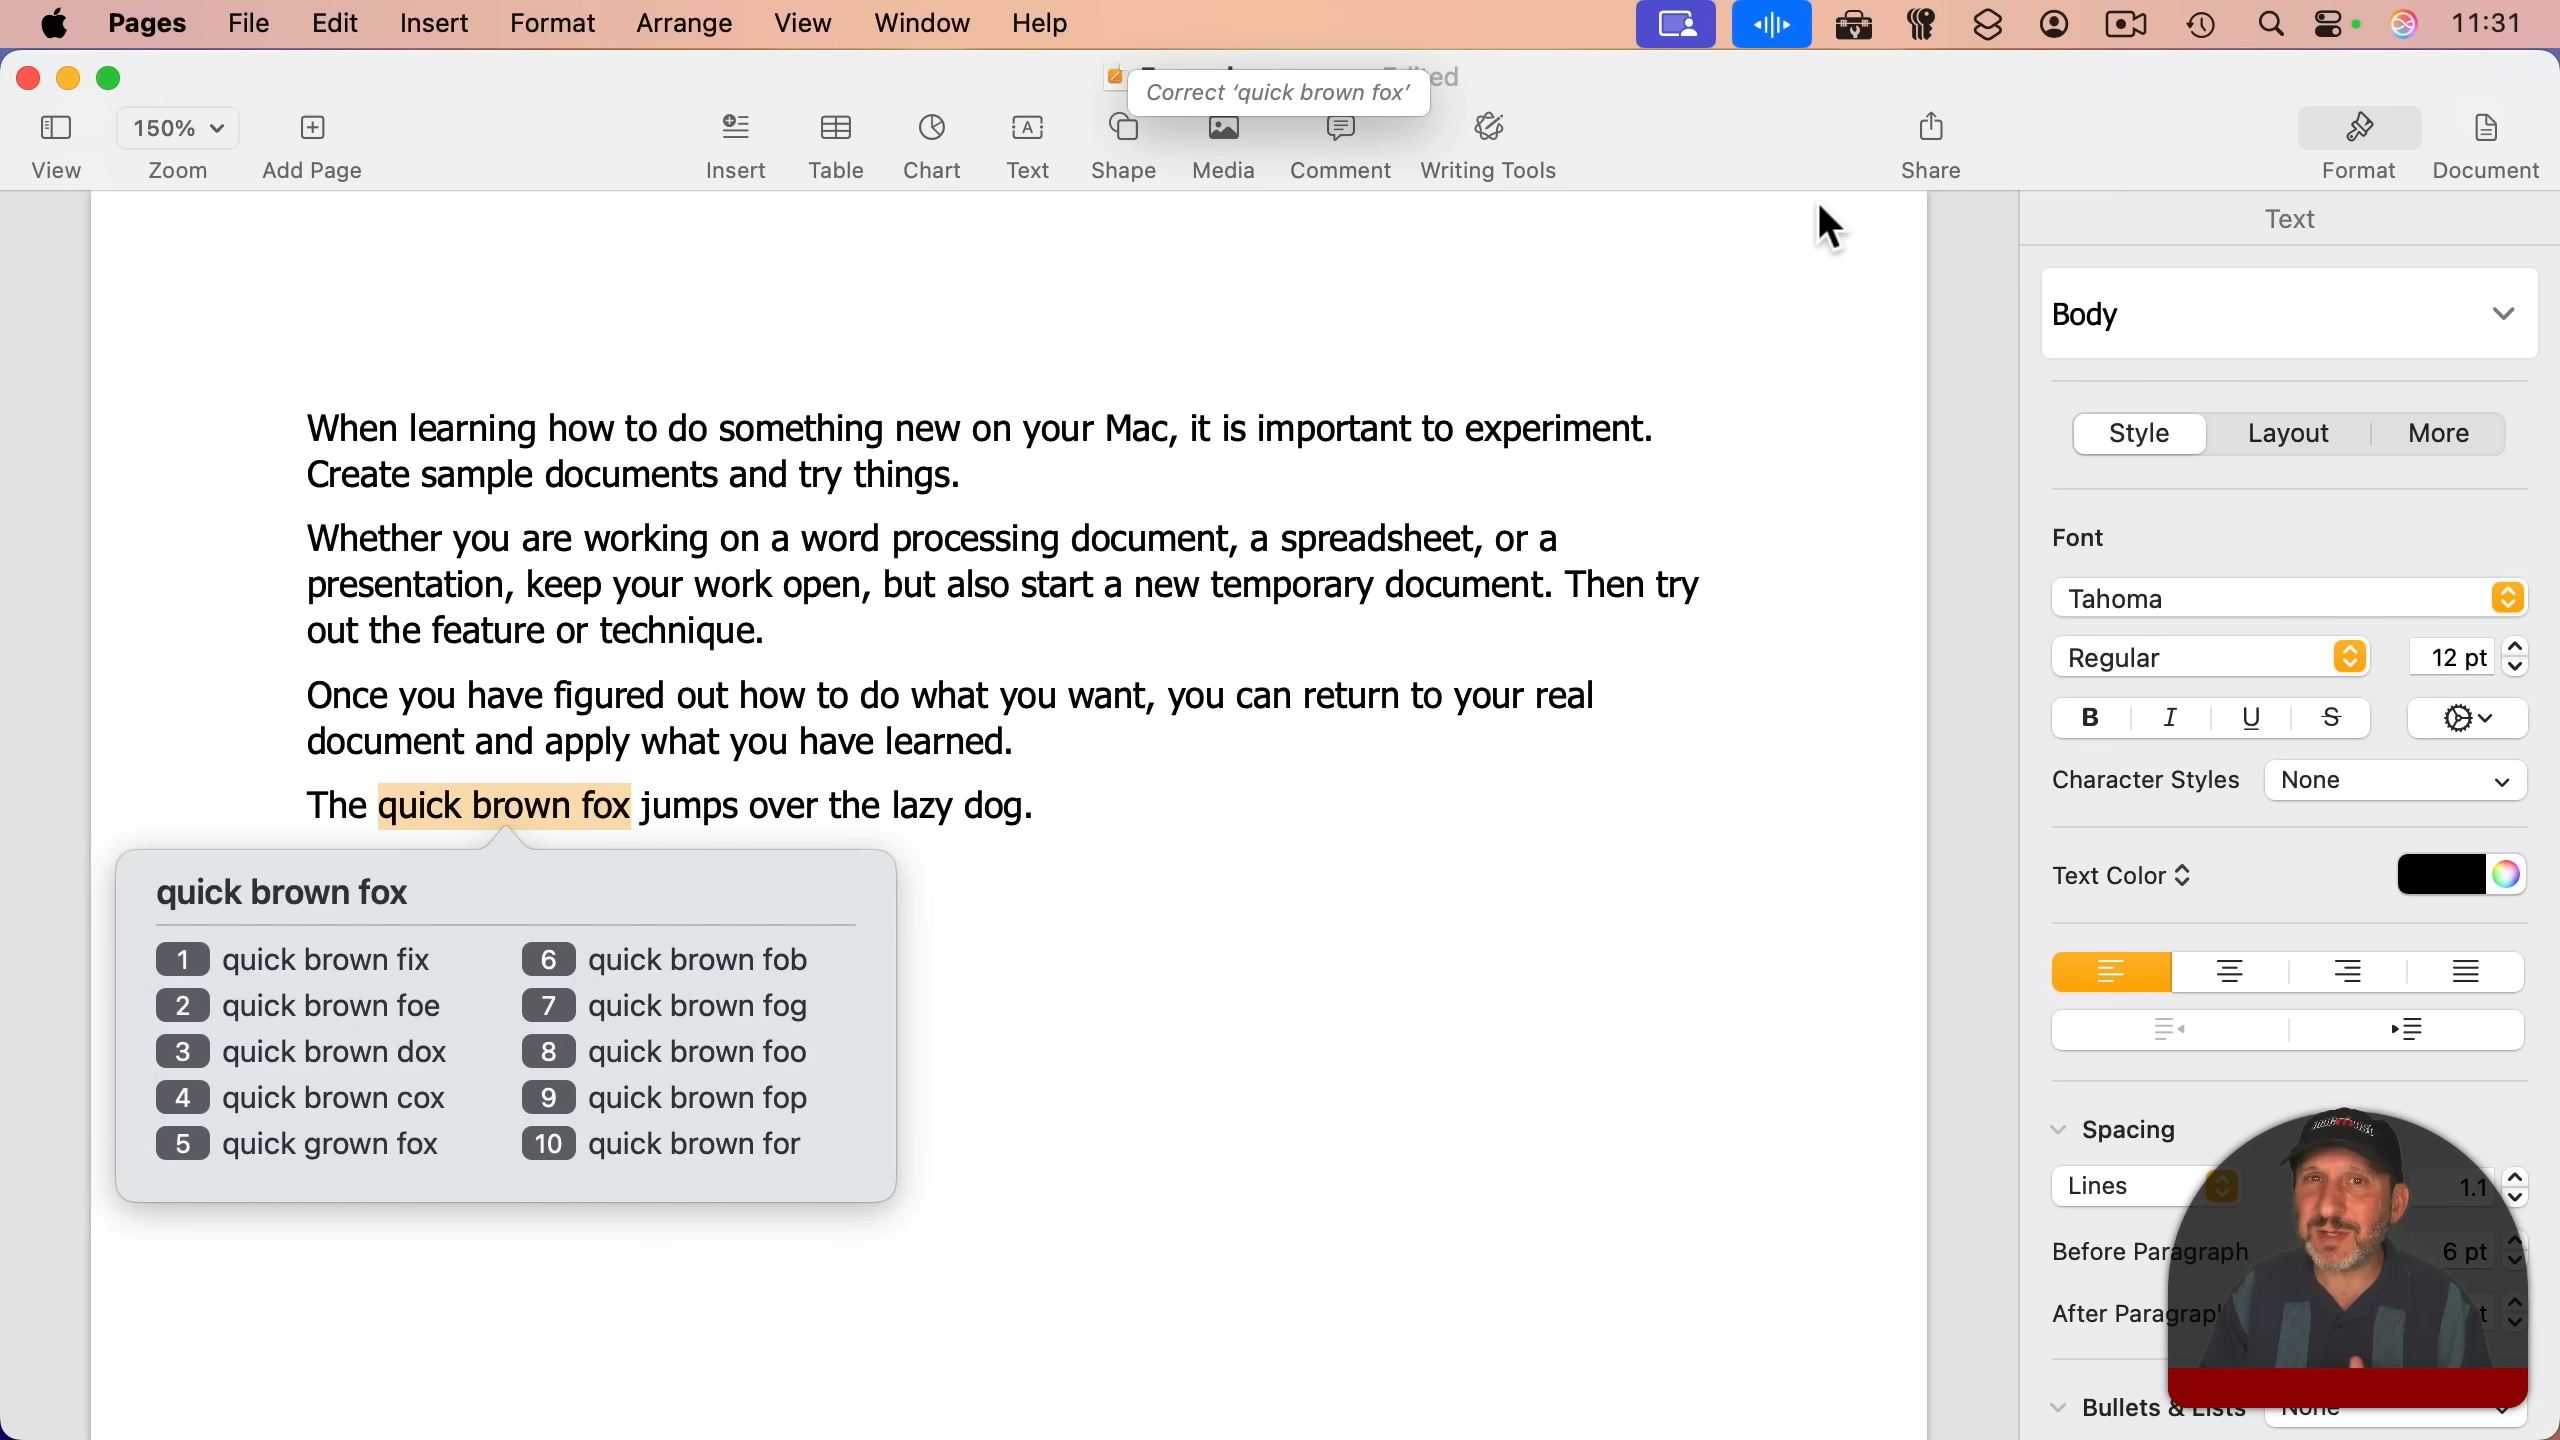 Pages File Edit Insert Format Arrange View Window Help 11:31
Correct ‘quick brown fox’
150%
View Zoom Add Page Insert Table Chart Text Shape Media Comment Writing Tools Share Format Document
Text
Body
Style Layout More
Font
Tahoma
Regular 12 pt
B I U S
Character Styles None
Text Color
Spacing
Lines 1.1
Before Paragraph 6 pt
After Paragraph
Bullets & Lists None
When learning how to do something new on your Mac, it is important to experiment.
Create sample documents and try things.
Whether you are working on a word processing document, a spreadsheet, or a
presentation, keep your work open, but also start a new temporary document. Then try
out the feature or technique.
Once you have figured out how to do what you want, you can return to your real
document and apply what you have learned.
The quick brown fox jumps over the lazy dog.
quick brown fox
1 quick brown fix
2 quick brown foe
3 quick brown dox
4 quick brown cox
5 quick grown fox
6 quick brown fob
7 quick brown fog
8 quick brown foo
9 quick brown fop
10 quick brown for